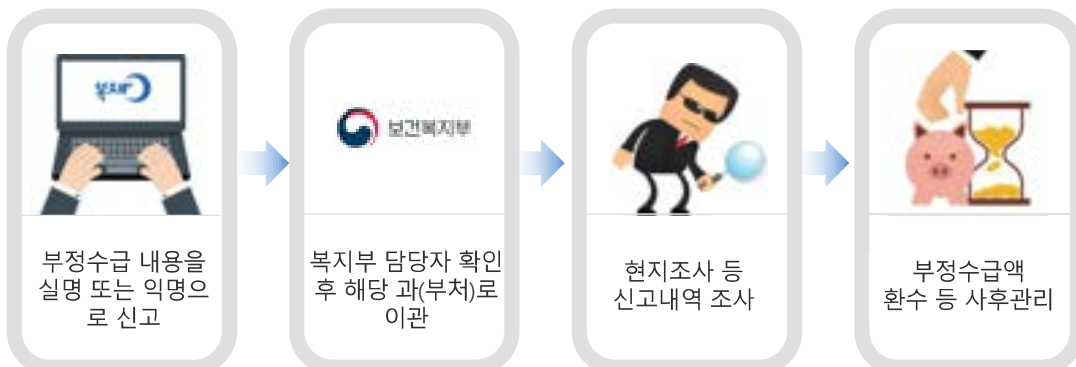 복지로
보건복지부
부정수급 내용을
실명 또는 익명으
로 신고
복지부 담당자 확인
후 해당 과(부처)로
이관
현지조사 등
신고내역 조사
부정수급액
환수 등 사후관리